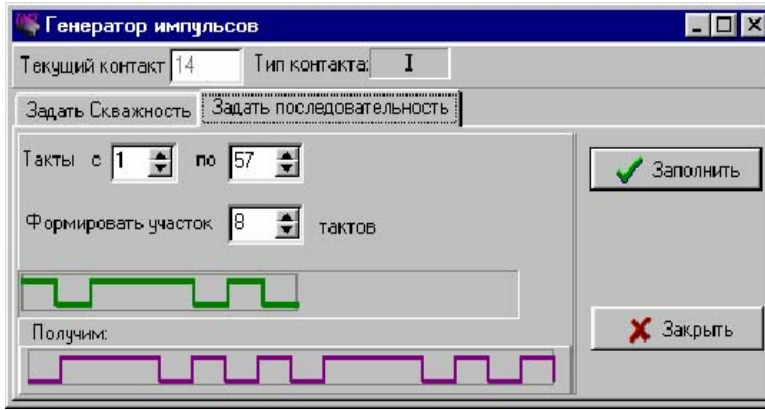 Генератор импульсов
Текущий контакт 14 Тип контакта: I
Задать Скважность Задать последовательность
Такты с 1 по 57
Заполнить
Формировать участок 8 тактов
Получим:
Закрыть